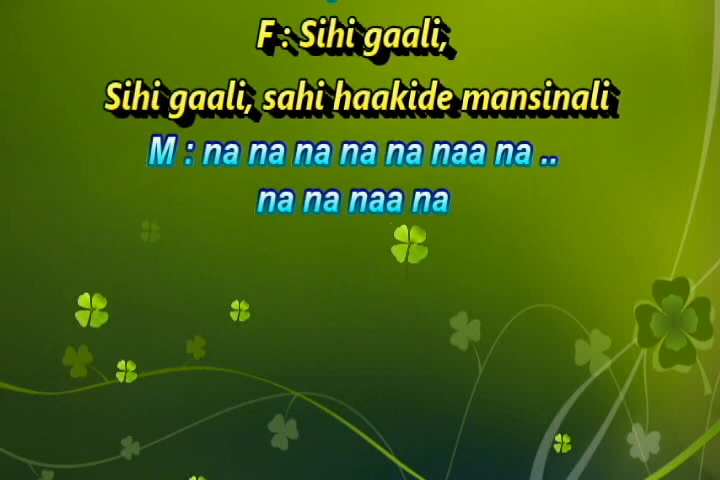 F : Sihi gaali,
Sihi gaali, sahi haakide mansinali
M : na na na na na naa na ..
na na naa na